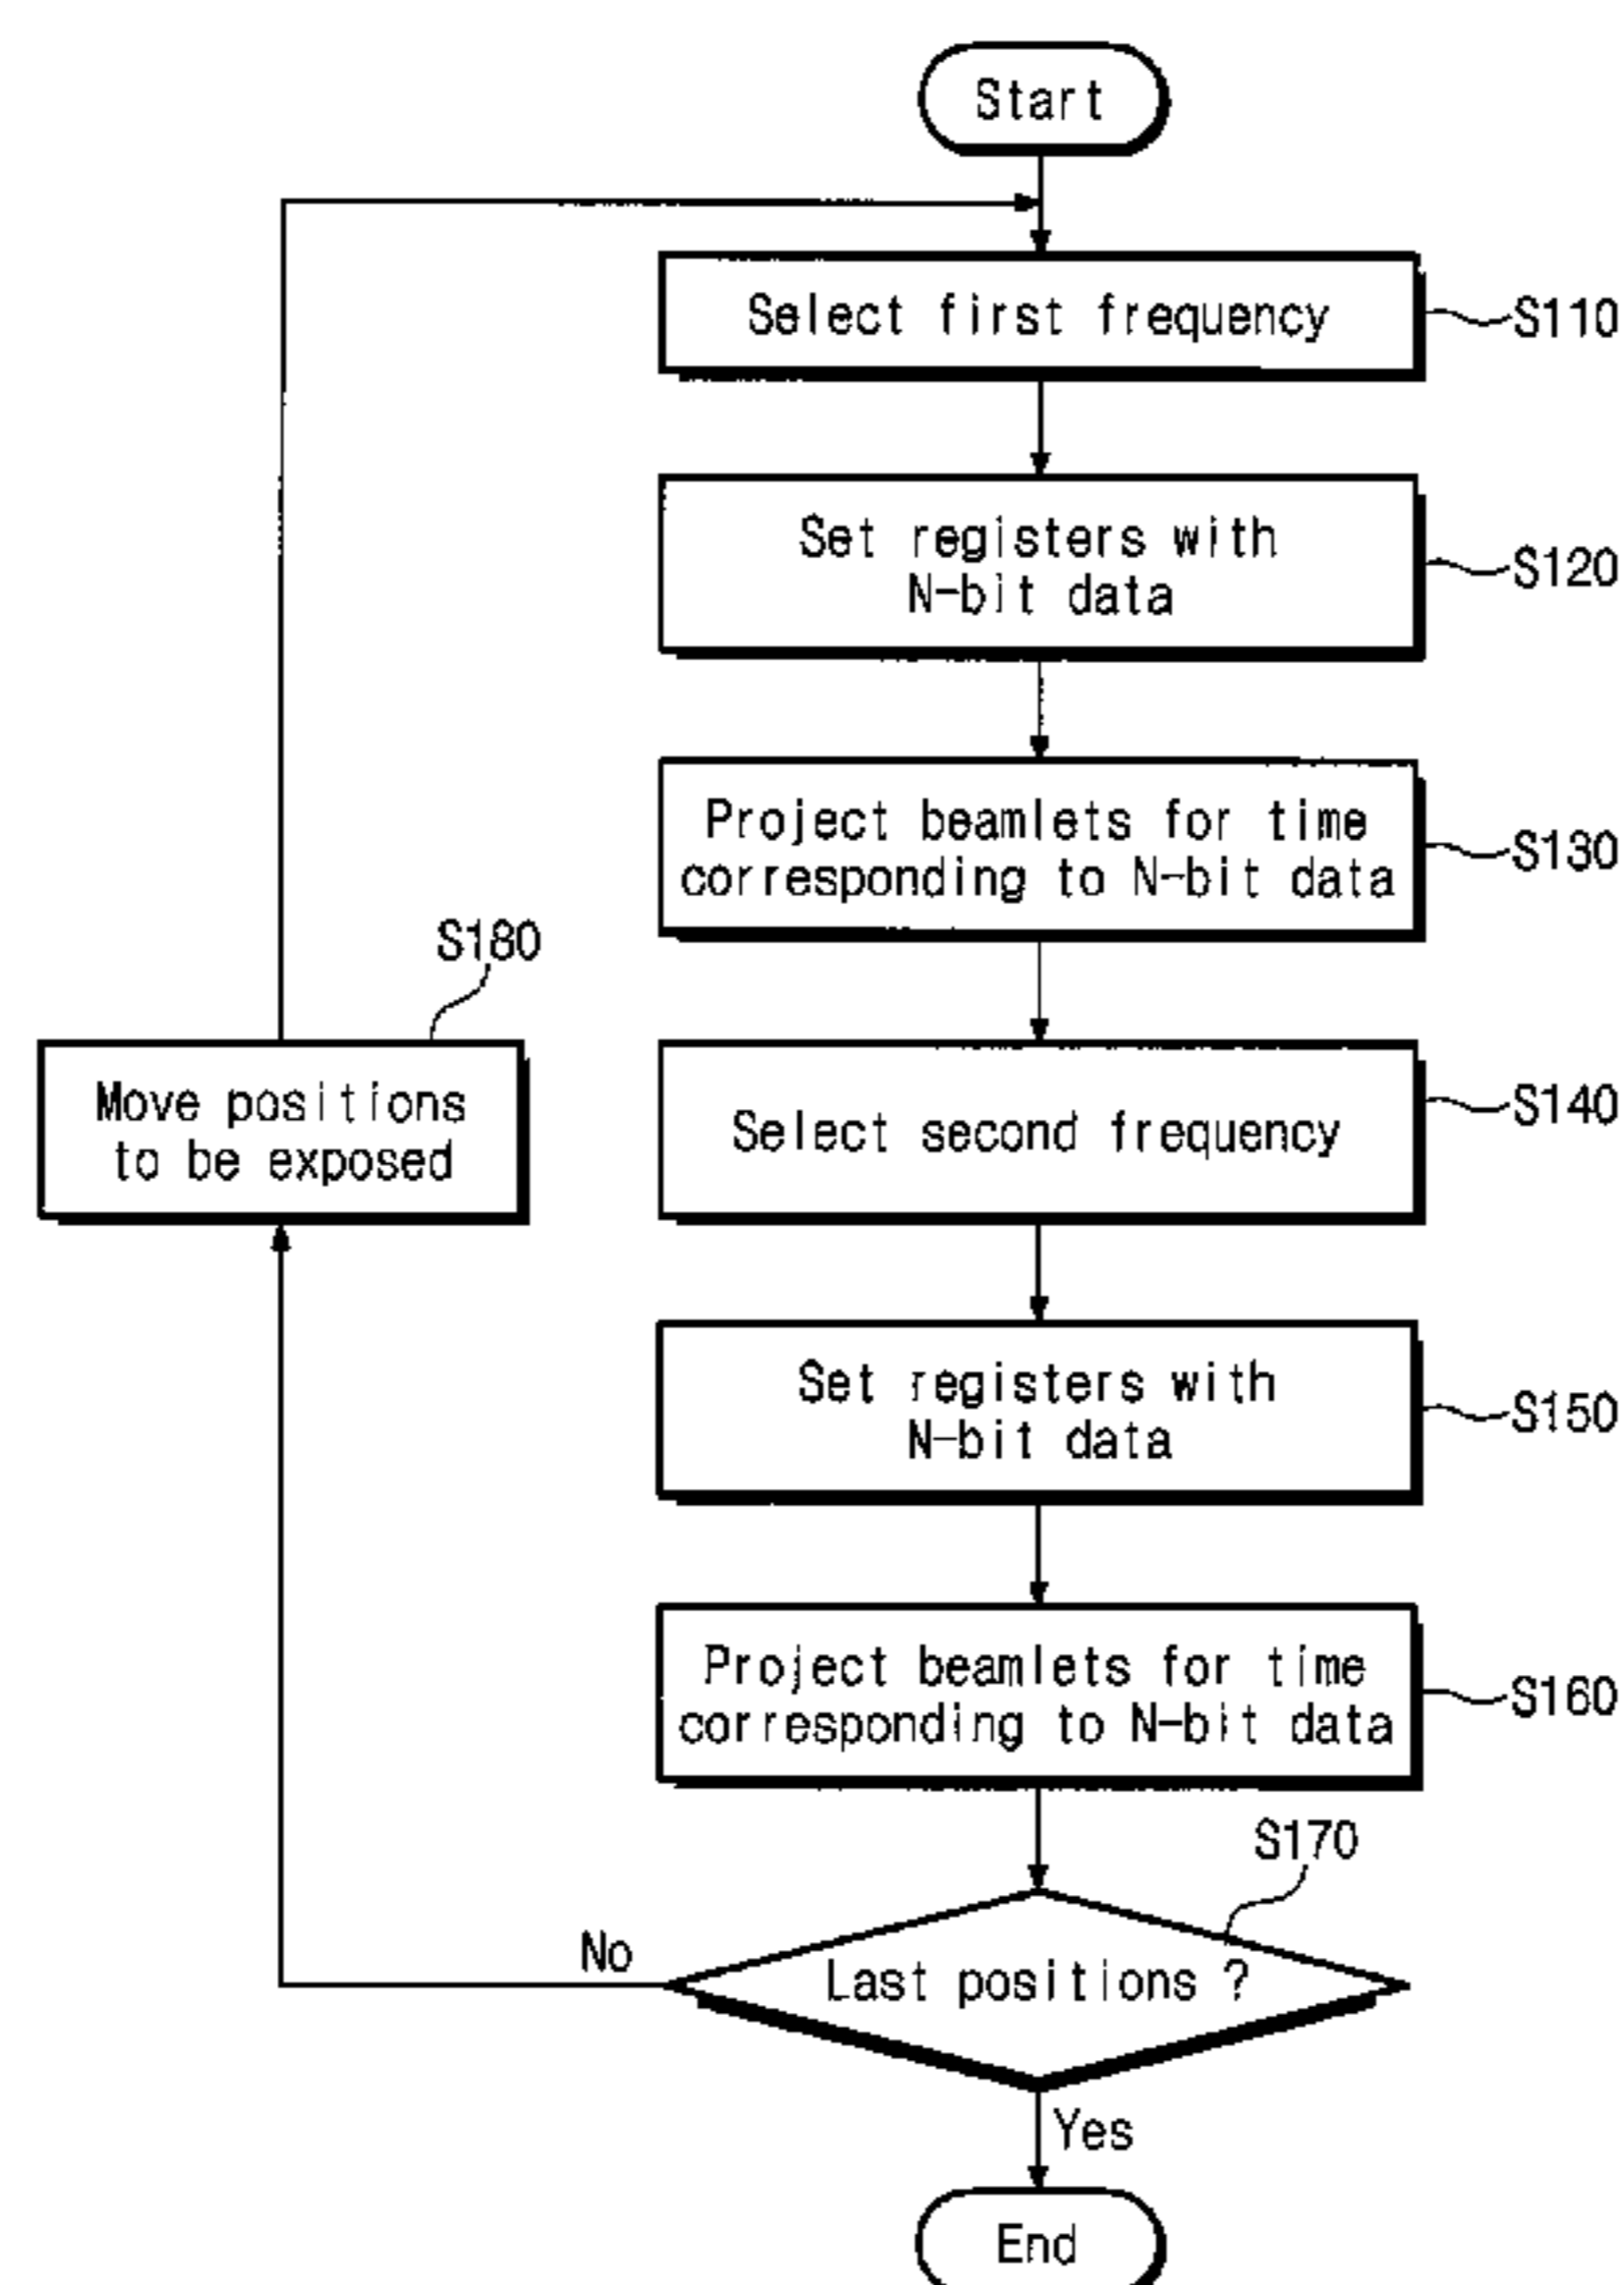 Start
Select first frequency
S110
Set registers with
N-bit data
S120
Project beamlets for time
corresponding to N-bit data
S130
S180
Move positions
to be exposed
Select second frequency
S140
Set registers with
N-bit data
S150
Project beamlets for time
corresponding to N-bit data
S160
S170
Last positions ?
No
Yes
End